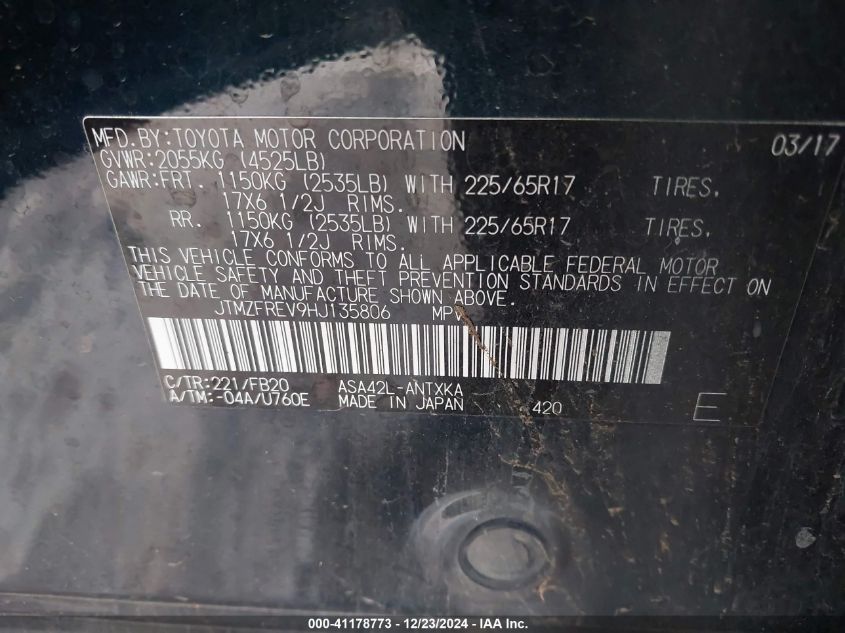 MFD.BY:TOYOTA MOTOR CORPORATION 03/17
GVWR:2055KG (4525LB)
GAWR:FRT. 1150KG (2535LB) WITH 225/65R17 TIRES,
17X6 1/2J RIMS.
RR. 1150KG (2535LB) WITH 225/65R17 TIRES,
17X6 1/2J RIMS.
THIS VEHICLE CONFORMS TO ALL APPLICABLE FEDERAL MOTOR
VEHICLE SAFETY AND THEFT PREVENTION STANDARDS IN EFFECT ON
THE DATE OF MANUFACTURE SHOWN ABOVE.
JTMZFREV9HJ135806 MPV
C/TR:221/FB20 ASA42L-ANTXKA
A/TM:-04A/U760E MADE IN JAPAN 420 E
000-41178773 - 12/23/2024 - IAA Inc.